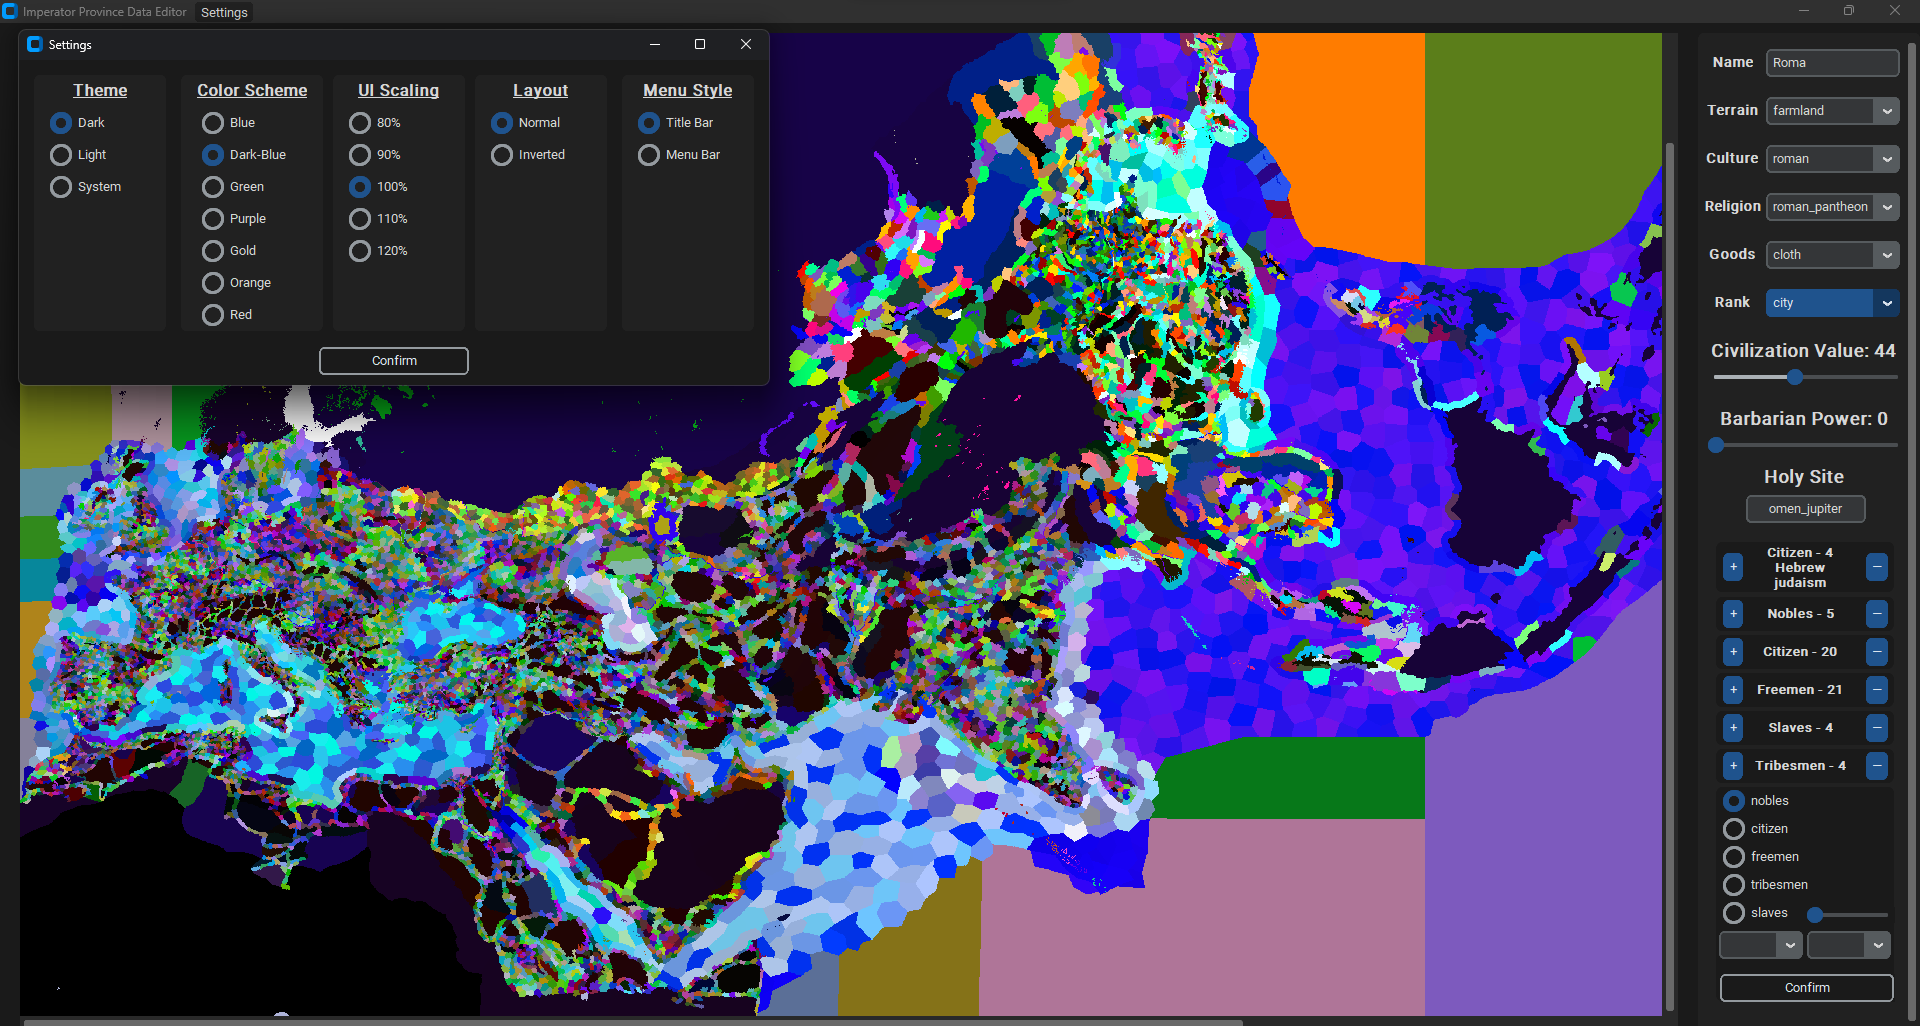 Imperator Province Data Editor
Settings
Settings
Theme
Dark
Light
System
Color Scheme
Blue
Dark-Blue
Green
Purple
Gold
Orange
Red
UI Scaling
80%
90%
100%
110%
120%
Layout
Normal
Inverted
Menu Style
Title Bar
Menu Bar
Confirm
Name
Roma
Terrain
farmland
Culture
roman
Religion
roman_pantheon
Goods
cloth
Rank
city
Civilization Value: 44
Barbarian Power: 0
Holy Site
omen_jupiter
+
Citizen - 4
Hebrew
judaism
−
+
Nobles - 5
−
+
Citizen - 20
−
+
Freemen - 21
−
+
Slaves - 4
−
+
Tribesmen - 4
−
nobles
citizen
freemen
tribesmen
slaves
Confirm